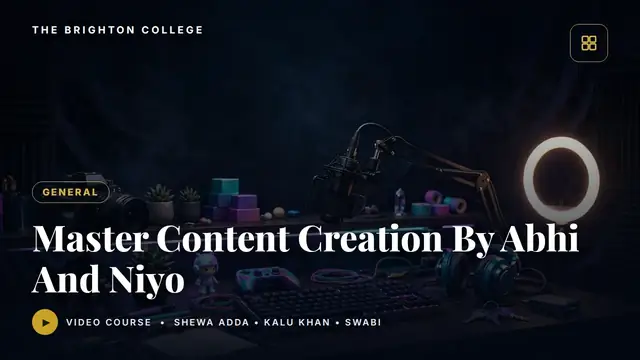 THE BRIGHTON COLLEGE
GENERAL
Master Content Creation By Abhi
And Niyo
VIDEO COURSE • SHEWA ADDA • KALU KHAN • SWABI